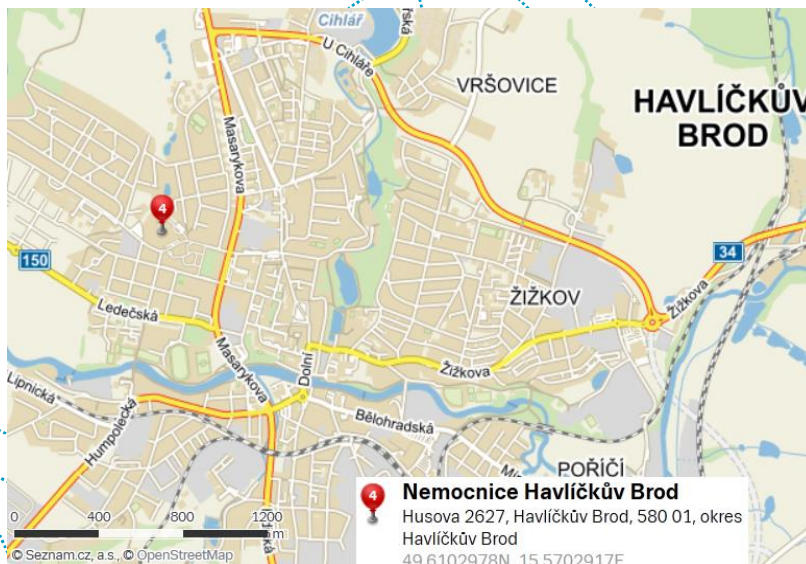 Cihlář
rská
U Cihláře
VRŠOVICE
HAVLÍČKŮV
BROD
Masarykova
4
150
34
ŽIŽKOV
Žižkova
Ledečská
Masarykova
Dolní
Žižkova
Lipnická
Humpolecká
Bělohradská
POŘÍČÍ
4
Nemocnice Havlíčkův Brod
Husova 2627, Havlíčkův Brod, 580 01, okres
Havlíčkův Brod
49.6102978N, 15.5702917E
0 400 800 1200
m
© Seznam.cz, a.s., © OpenStreetMap